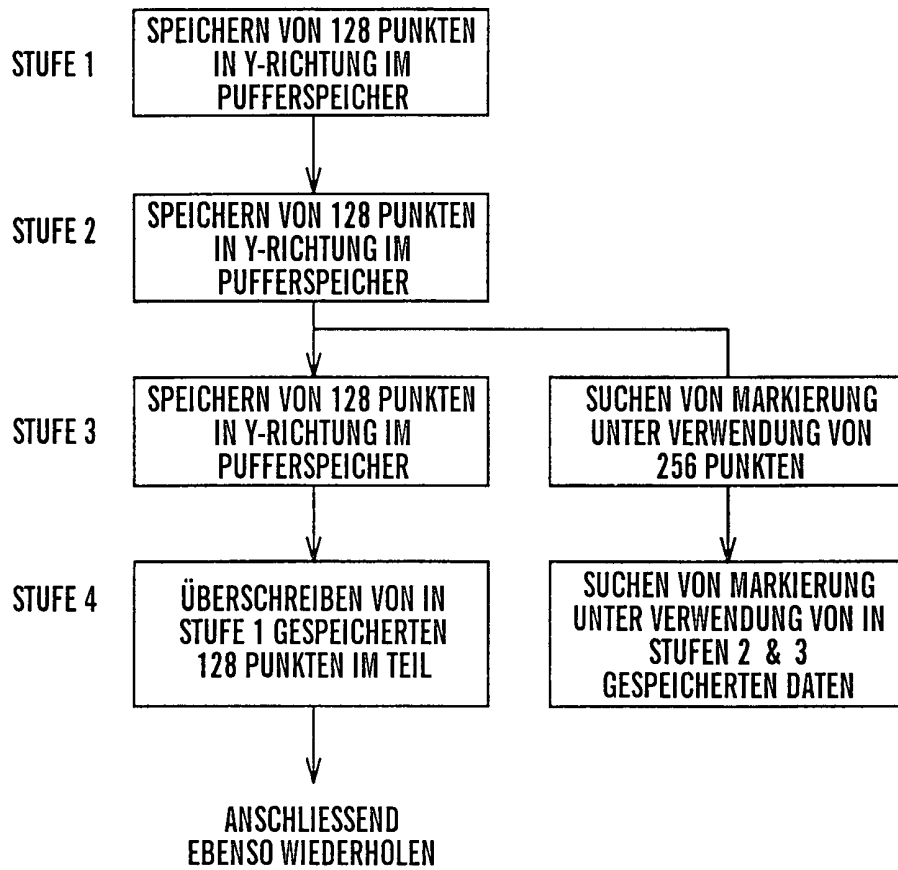 STUFE 1
SPEICHERN VON 128 PUNKTEN
IN Y-RICHTUNG IM
PUFFERSPEICHER
STUFE 2
SPEICHERN VON 128 PUNKTEN
IN Y-RICHTUNG IM
PUFFERSPEICHER
STUFE 3
SPEICHERN VON 128 PUNKTEN
IN Y-RICHTUNG IM
PUFFERSPEICHER
SUCHEN VON MARKIERUNG
UNTER VERWENDUNG VON
256 PUNKTEN
STUFE 4
ÜBERSCHREIBEN VON IN
STUFE 1 GESPEICHERTEN
128 PUNKTEN IM TEIL
SUCHEN VON MARKIERUNG
UNTER VERWENDUNG VON IN
STUFEN 2 & 3
GESPEICHERTEN DATEN
ANSCHLIESSEND
EBENSO WIEDERHOLEN